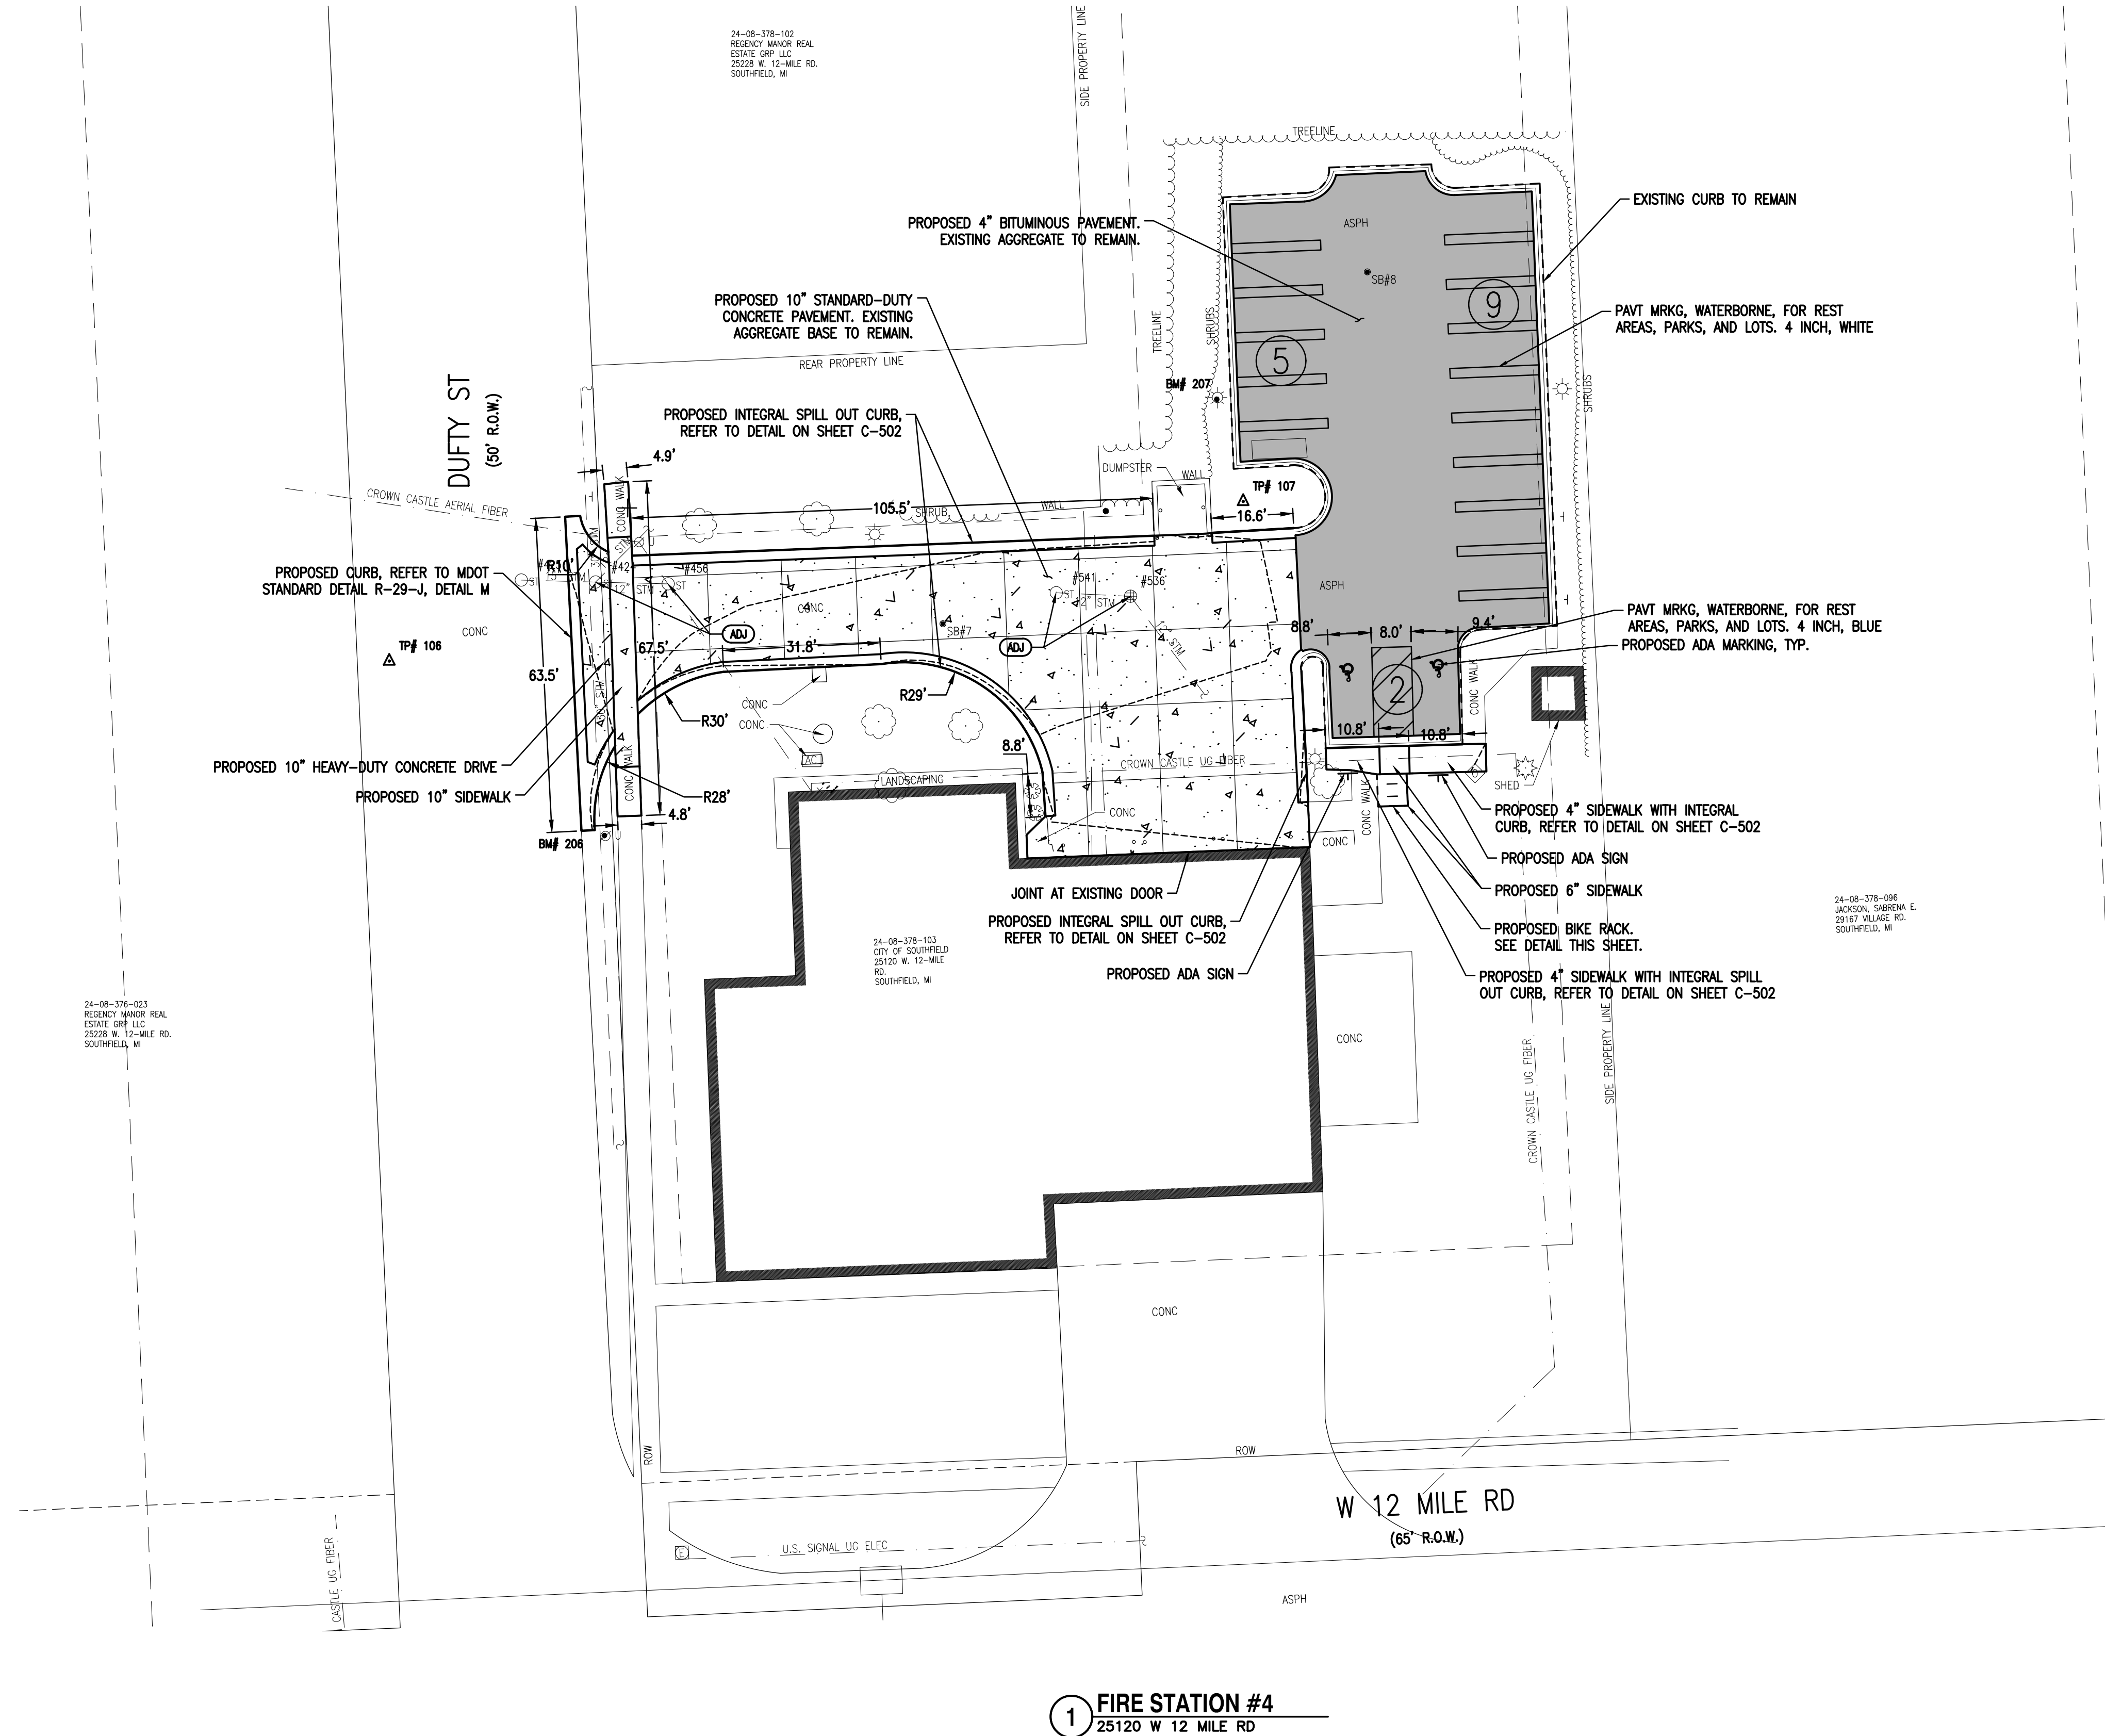 24-08-378-102
REGENCY MANOR REAL
ESTATE GRP LLC
25228 W. 12-MILE RD.
SOUTHFIELD, MI
SIDE PROPERTY LINE
TREELINE
EXISTING CURB TO REMAIN
PROPOSED 4" BITUMINOUS PAVEMENT.
EXISTING AGGREGATE TO REMAIN.
ASPH
SB#8
9
PAVT MRKG, WATERBORNE, FOR REST
AREAS, PARKS, AND LOTS. 4 INCH, WHITE
PROPOSED 10" STANDARD-DUTY
CONCRETE PAVEMENT. EXISTING
AGGREGATE BASE TO REMAIN.
TREELINE
SHRUBS
5
REAR PROPERTY LINE
BM# 207
SHRUBS
DUFTY ST
(50' R.O.W.)
PROPOSED INTEGRAL SPILL OUT CURB,
REFER TO DETAIL ON SHEET C-502
4.9'
DUMPSTER
WALL
TP# 107
CROWN CASTLE AERIAL FIBER
CONC WALK
105.5'
SHRUB
WALL
16.6'
STM
R10'
#424
#456
ST
15" STM
ST
12" STM
ST
#541
#536
ST
12" STM
ASPH
PROPOSED CURB, REFER TO MDOT
STANDARD DETAIL R-29-J, DETAIL M
CONC
TP# 106
CONC
SB#7
ADJ
ADJ
12" STM
67.5'
31.8'
8.8'
8.0'
9.4'
PAVT MRKG, WATERBORNE, FOR REST
AREAS, PARKS, AND LOTS. 4 INCH, BLUE
PROPOSED ADA MARKING, TYP.
63.5'
30" STM
CONC
R29'
2
CONC WALK
R30'
CONC
AC
8.8'
10.8'
10.8'
PROPOSED 10" HEAVY-DUTY CONCRETE DRIVE
CROWN CASTLE UG FIBER
PROPOSED 10" SIDEWALK
CONC WALK
R28'
LANDSCAPING
SHED
4.8'
CONC
CONC WALK
PROPOSED 4" SIDEWALK WITH INTEGRAL
CURB, REFER TO DETAIL ON SHEET C-502
BM# 206
U
CONC
PROPOSED ADA SIGN
JOINT AT EXISTING DOOR
PROPOSED 6" SIDEWALK
PROPOSED INTEGRAL SPILL OUT CURB,
REFER TO DETAIL ON SHEET C-502
PROPOSED BIKE RACK.
SEE DETAIL THIS SHEET.
24-08-378-096
JACKSON, SABRENA E.
29167 VILLAGE RD.
SOUTHFIELD, MI
24-08-378-103
CITY OF SOUTHFIELD
25120 W. 12-MILE
RD.
SOUTHFIELD, MI
PROPOSED ADA SIGN
PROPOSED 4" SIDEWALK WITH INTEGRAL SPILL
OUT CURB, REFER TO DETAIL ON SHEET C-502
24-08-376-023
REGENCY MANOR REAL
ESTATE GRP LLC
25228 W. 12-MILE RD.
SOUTHFIELD, MI
CONC
CROWN CASTLE UG FIBER
SIDE PROPERTY LINE
CONC
ROW
ROW
W 12 MILE RD
(65' R.O.W.)
E
U.S. SIGNAL UG ELEC
CASTLE UG FIBER
ASPH
1
FIRE STATION #4
25120 W 12 MILE RD